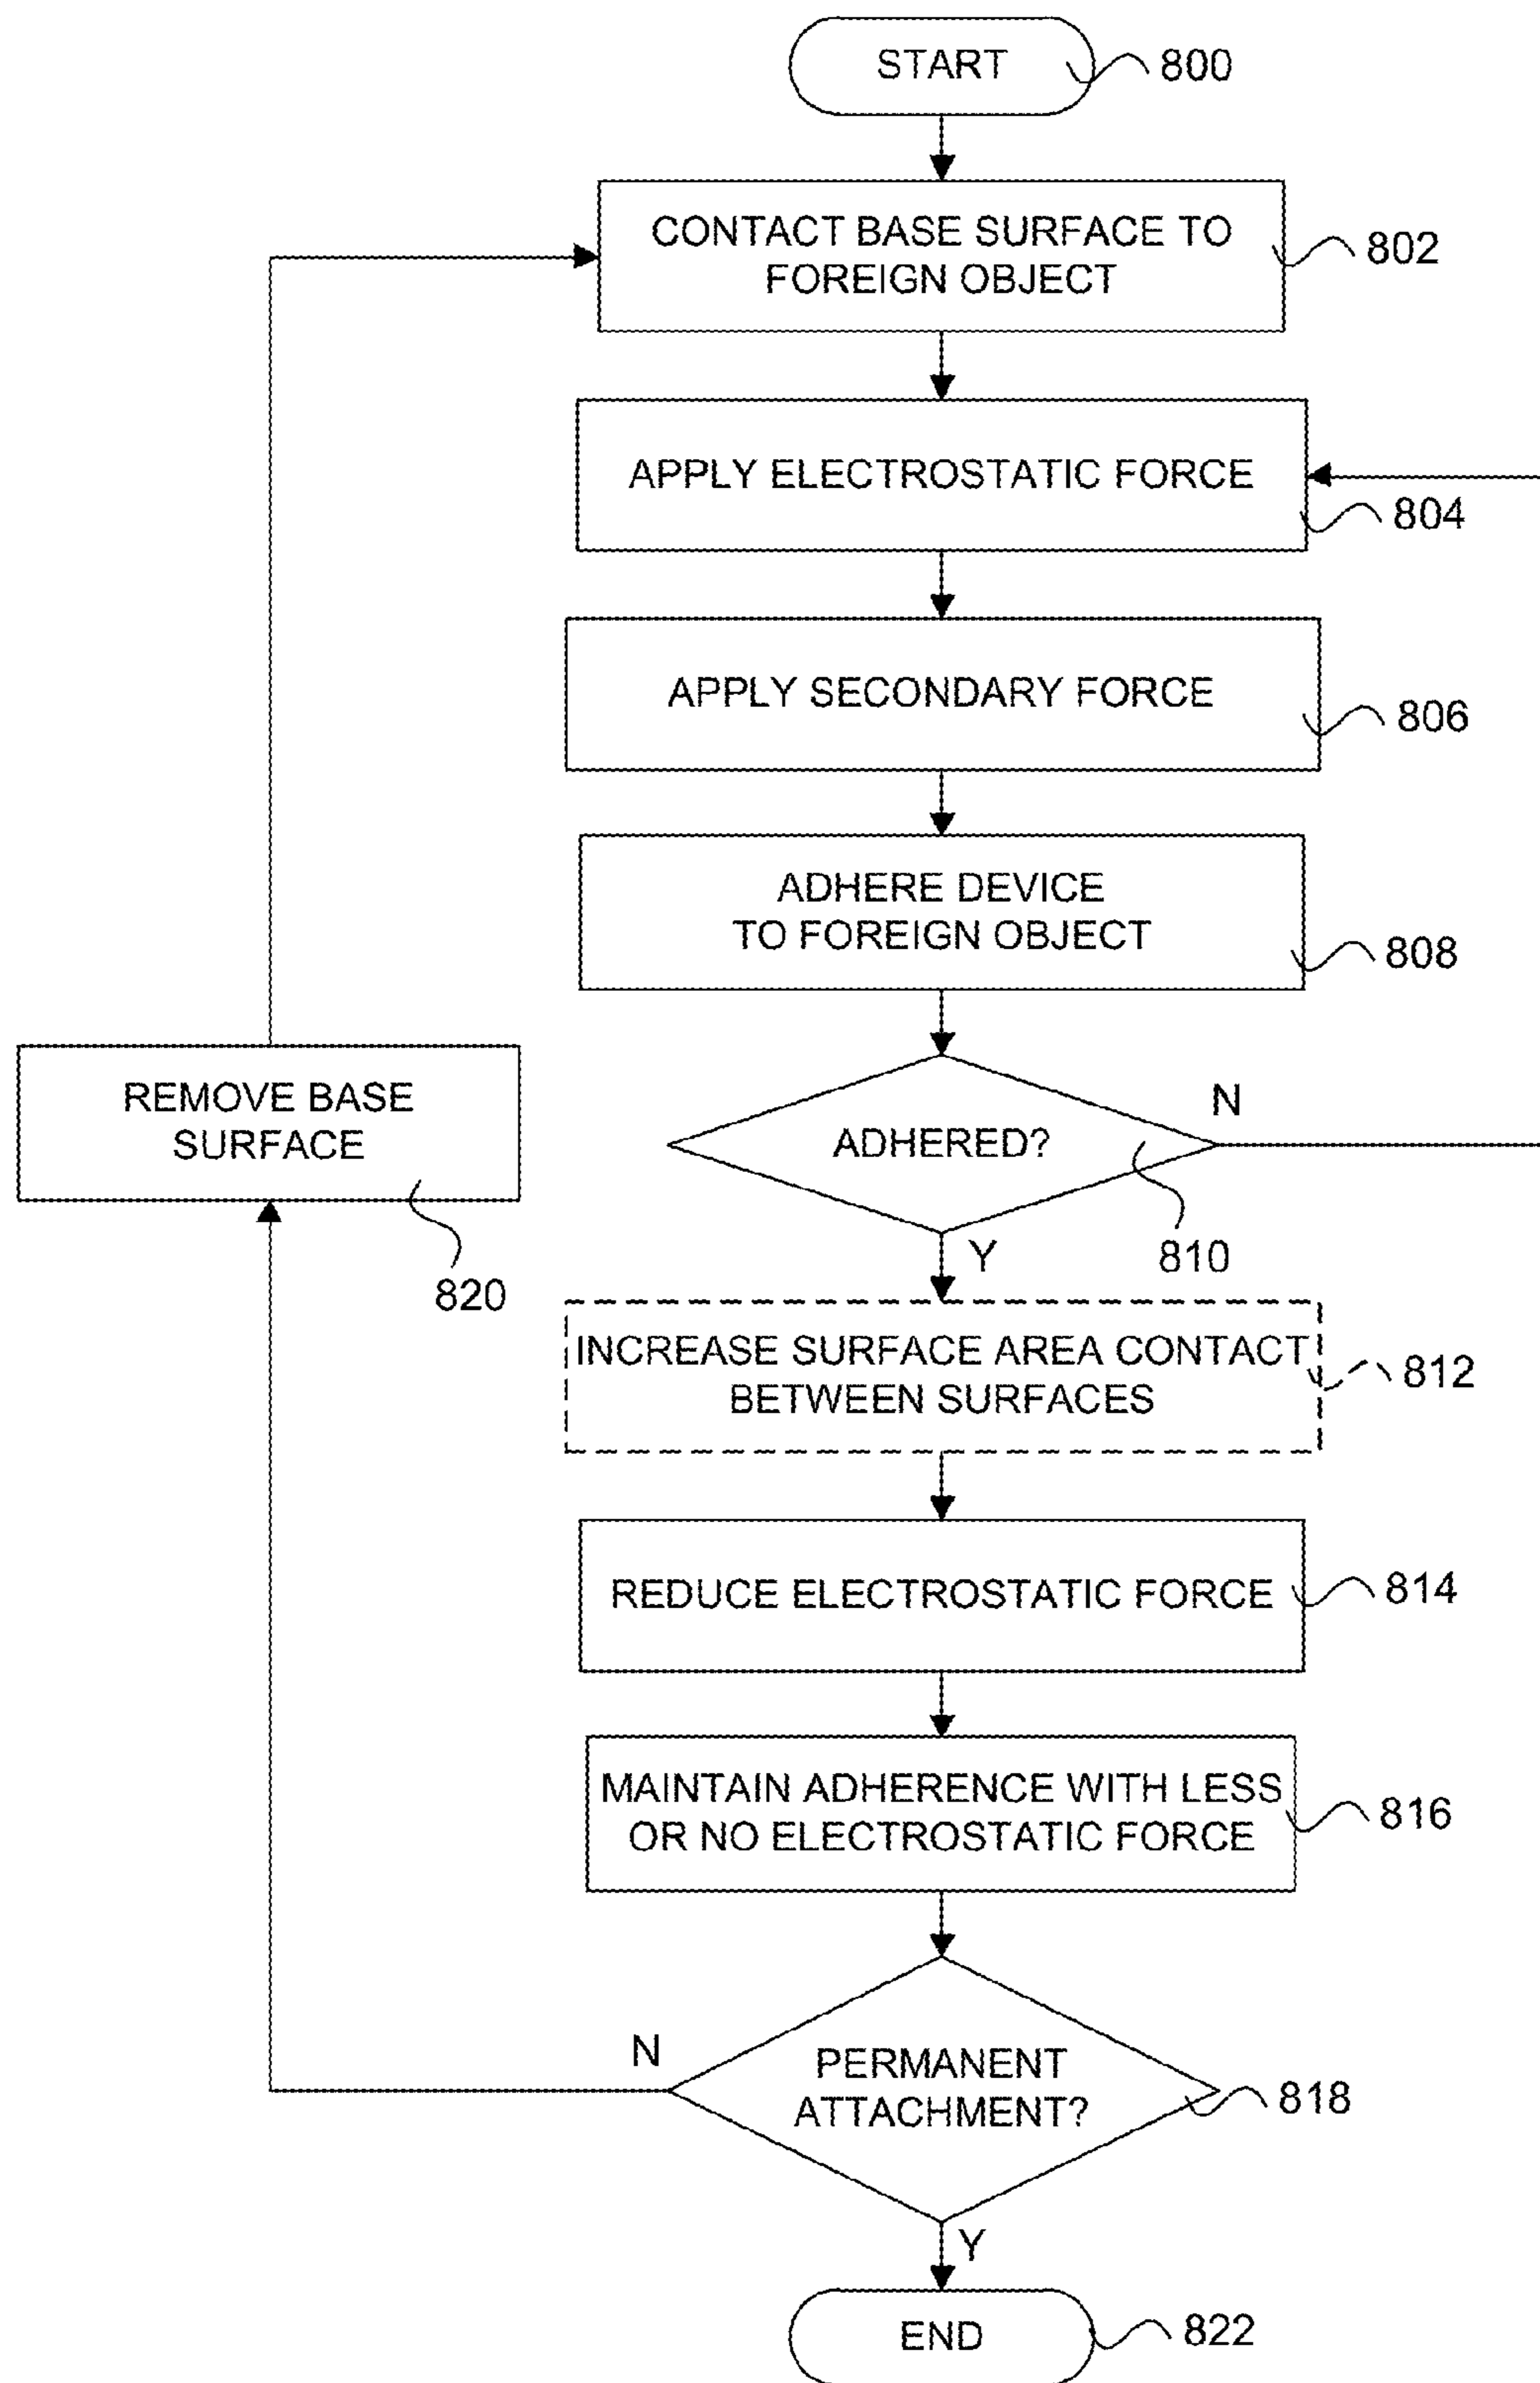 START
800
CONTACT BASE SURFACE TO
FOREIGN OBJECT
802
APPLY ELECTROSTATIC FORCE
804
APPLY SECONDARY FORCE
806
ADHERE DEVICE
TO FOREIGN OBJECT
808
REMOVE BASE
SURFACE
820
ADHERED?
N
810
Y
INCREASE SURFACE AREA CONTACT
BETWEEN SURFACES
812
REDUCE ELECTROSTATIC FORCE
814
MAINTAIN ADHERENCE WITH LESS
OR NO ELECTROSTATIC FORCE
816
N
PERMANENT
ATTACHMENT?
818
Y
END
822